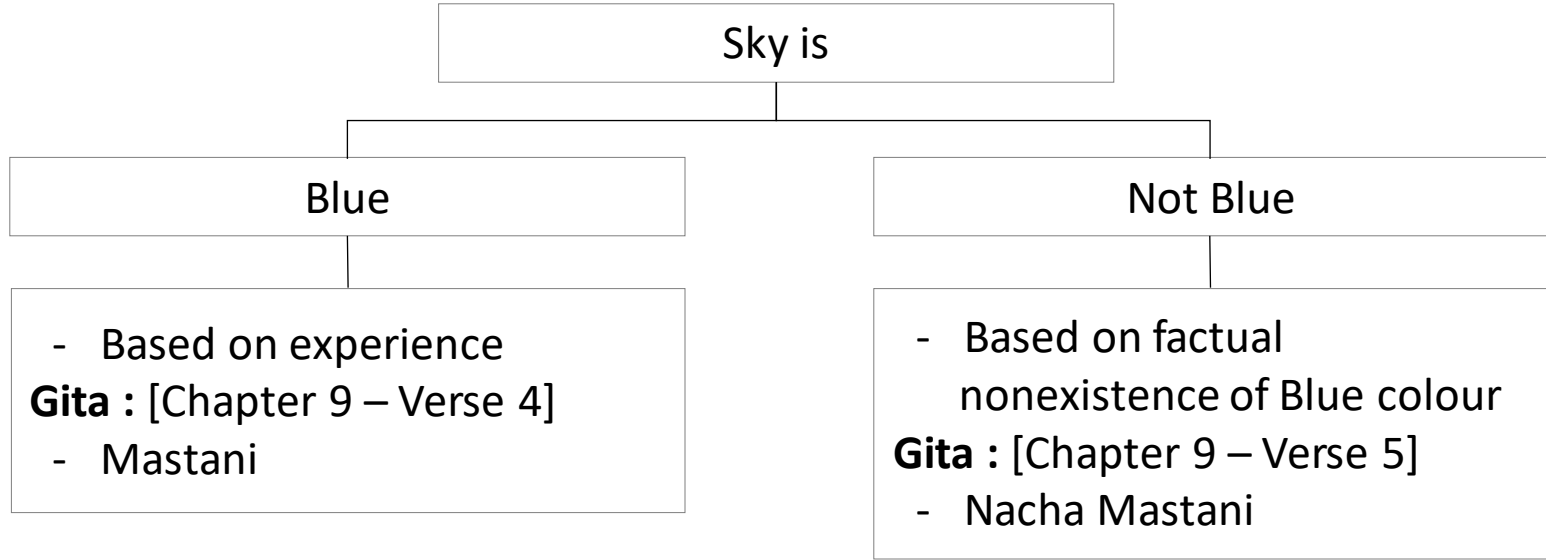 Sky is
Blue
- Based on experience
Gita : [Chapter 9 – Verse 4]
- Mastani
Not Blue
- Based on factual
nonexistence of Blue colour
Gita : [Chapter 9 – Verse 5]
- Nacha Mastani